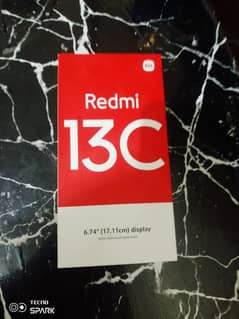 Redmi
13C
6.74" (17.11cm) display
TECNO
SPARK